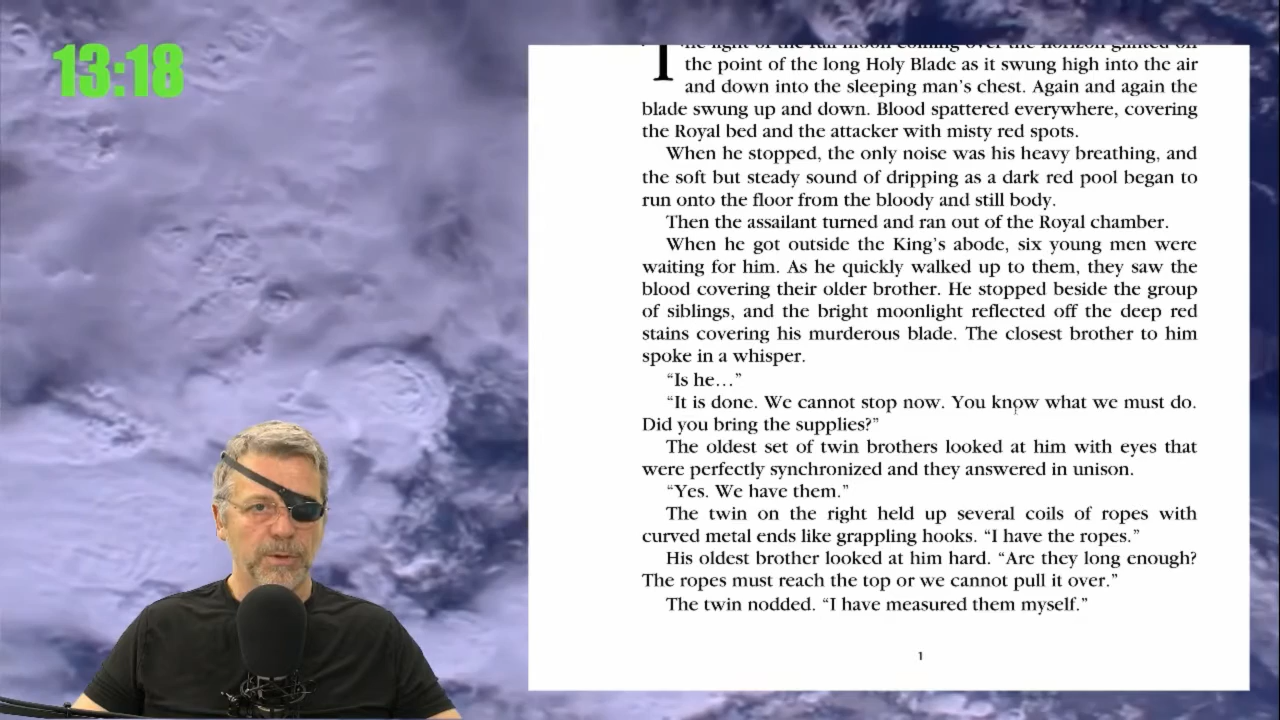 13:18
The light of the full moon coming over the horizon glinted off
the point of the long Holy Blade as it swung high into the air
and down into the sleeping man's chest. Again and again the
blade swung up and down. Blood spattered everywhere, covering
the Royal bed and the attacker with misty red spots.
When he stopped, the only noise was his heavy breathing, and
the soft but steady sound of dripping as a dark red pool began to
run onto the floor from the bloody and still body.
Then the assailant turned and ran out of the Royal chamber.
When he got outside the King's abode, six young men were
waiting for him. As he quickly walked up to them, they saw the
blood covering their older brother. He stopped beside the group
of siblings, and the bright moonlight reflected off the deep red
stains covering his murderous blade. The closest brother to him
spoke in a whisper.
“Is he…”
“It is done. We cannot stop now. You know what we must do.
Did you bring the supplies?”
The oldest set of twin brothers looked at him with eyes that
were perfectly synchronized and they answered in unison.
“Yes. We have them.”
The twin on the right held up several coils of ropes with
curved metal ends like grappling hooks. “I have the ropes.”
His oldest brother looked at him hard. “Are they long enough?
The ropes must reach the top or we cannot pull it over.”
The twin nodded. “I have measured them myself.”
1